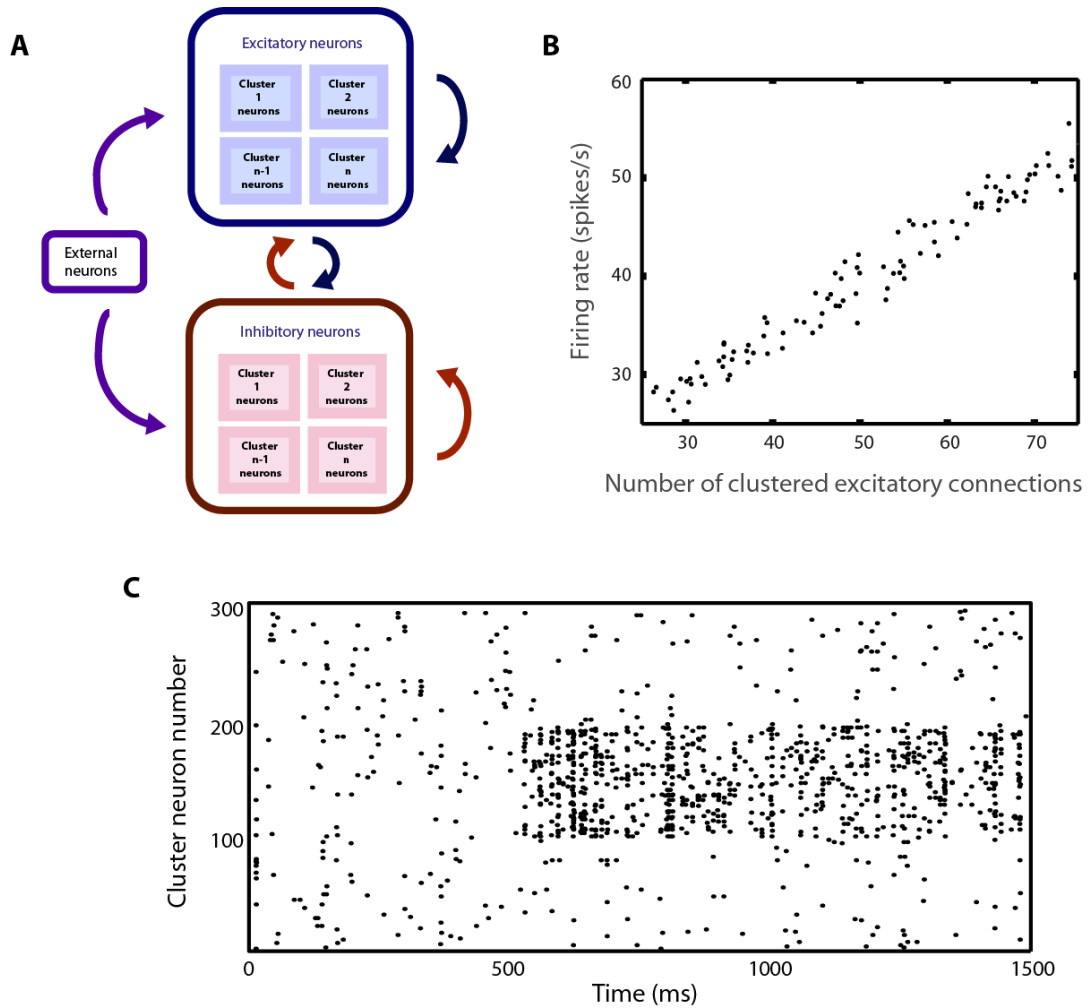 A
Excitatory neurons
Cluster
1
neurons
Cluster
2
neurons
Cluster
n-1
neurons
Cluster
n
neurons
External
neurons
Inhibitory neurons
Cluster
1
neurons
Cluster
2
neurons
Cluster
n-1
neurons
Cluster
n
neurons
B
Firing rate (spikes/s)
60
50
40
30
30
40
50
60
70
Number of clustered excitatory connections
C
Cluster neuron number
300
200
100
0
500
1000
1500
Time (ms)